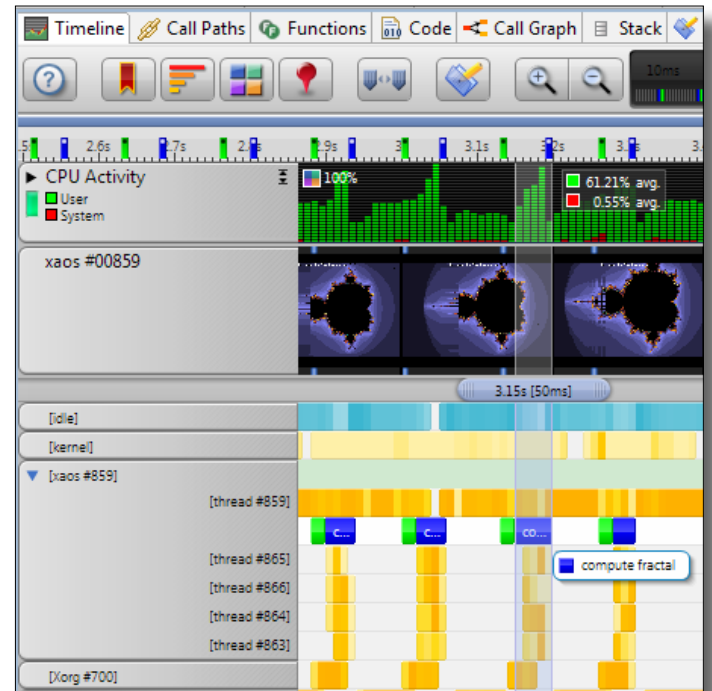 Timeline Call Paths Functions Code Call Graph Stack
10ms
2.6s 2.7s 3.1s
CPU Activity 100% 61.21% avg.
User 0.55% avg.
System
xaos #00859
3.15s [50ms]
[idle]
[kernel]
[xaos #859]
[thread #859]
c... c... co...
[thread #865] compute fractal
[thread #866]
[thread #864]
[thread #863]
[Xorg #700]